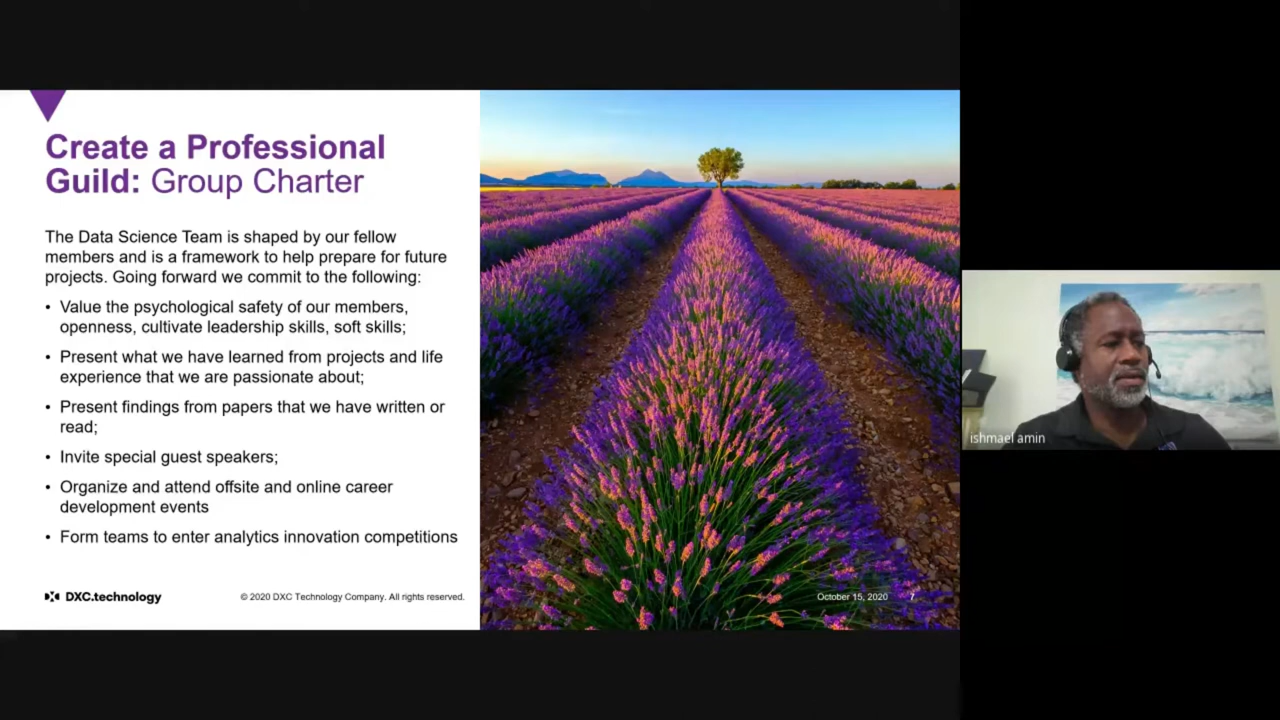 Create a Professional
Guild: Group Charter
The Data Science Team is shaped by our fellow
members and is a framework to help prepare for future
projects. Going forward we commit to the following:
• Value the psychological safety of our members,
openness, cultivate leadership skills, soft skills;
• Present what we have learned from projects and life
experience that we are passionate about;
• Present findings from papers that we have written or
read;
• Invite special guest speakers;
• Organize and attend offsite and online career
development events
• Form teams to enter analytics innovation competitions
DXC.technology
© 2020 DXC Technology Company. All rights reserved.
October 15, 2020
7
ishmael amin